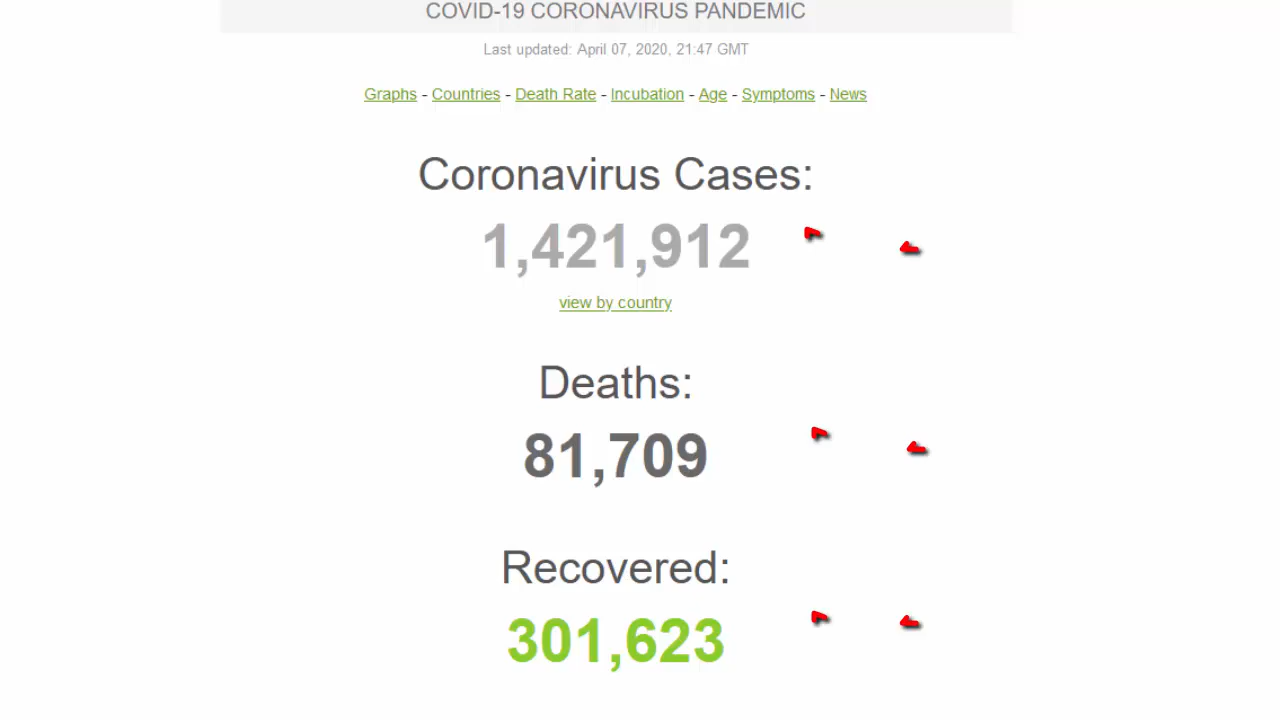 COVID-19 CORONAVIRUS PANDEMIC
Last updated: April 07, 2020, 21:47 GMT
Graphs - Countries - Death Rate - Incubation - Age - Symptoms - News
Coronavirus Cases:
1,421,912
view by country
Deaths:
81,709
Recovered:
301,623